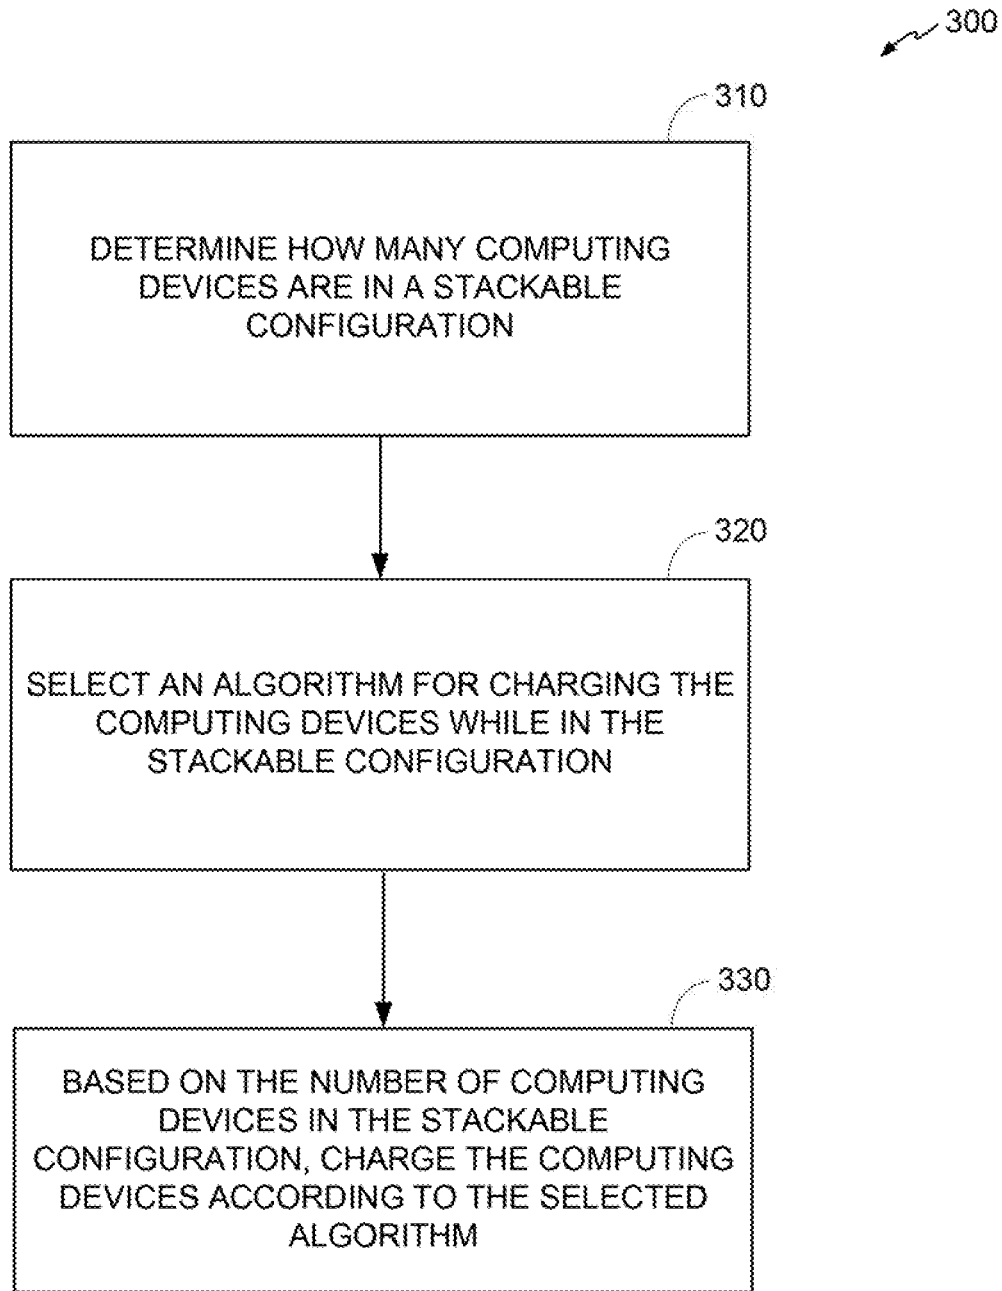 300
310
DETERMINE HOW MANY COMPUTING
DEVICES ARE IN A STACKABLE
CONFIGURATION
320
SELECT AN ALGORITHM FOR CHARGING THE
COMPUTING DEVICES WHILE IN THE
STACKABLE CONFIGURATION
330
BASED ON THE NUMBER OF COMPUTING
DEVICES IN THE STACKABLE
CONFIGURATION, CHARGE THE COMPUTING
DEVICES ACCORDING TO THE SELECTED
ALGORITHM